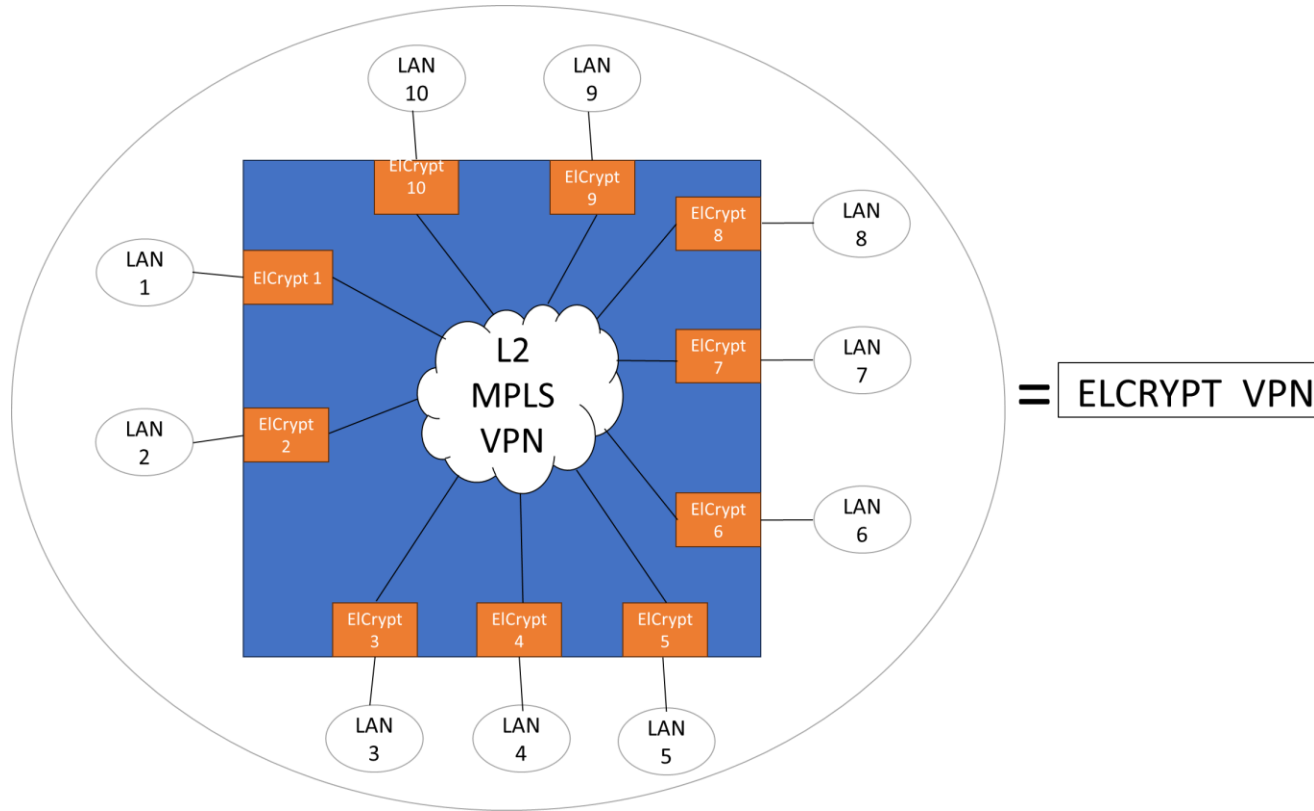 LAN
10
LAN
9
ElCrypt
10
ElCrypt
9
ElCrypt
8
LAN
8
LAN
1
ElCrypt 1
L2
MPLS
VPN
ElCrypt
7
LAN
7
= ELCRYPT VPN
LAN
2
ElCrypt
2
ElCrypt
6
LAN
6
ElCrypt
3
ElCrypt
4
ElCrypt
5
LAN
3
LAN
4
LAN
5